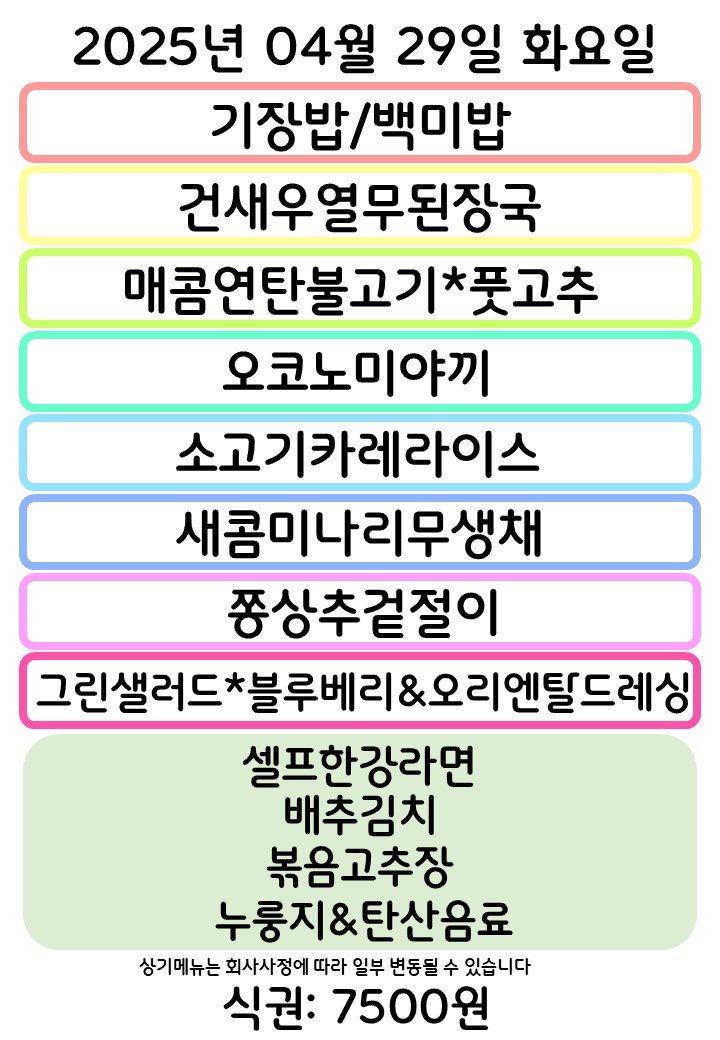 2025년 04월 29일 화요일
기장밥/백미밥
건새우열무된장국
매콤연탄불고기*풋고추
오코노미야끼
소고기카레라이스
새콤미나리무생채
쫑상추겉절이
그린샐러드*블루베리&오리엔탈드레싱
셀프한강라면
배추김치
볶음고추장
누룽지&탄산음료
상기메뉴는 회사사정에 따라 일부 변동될 수 있습니다
식권: 7500원